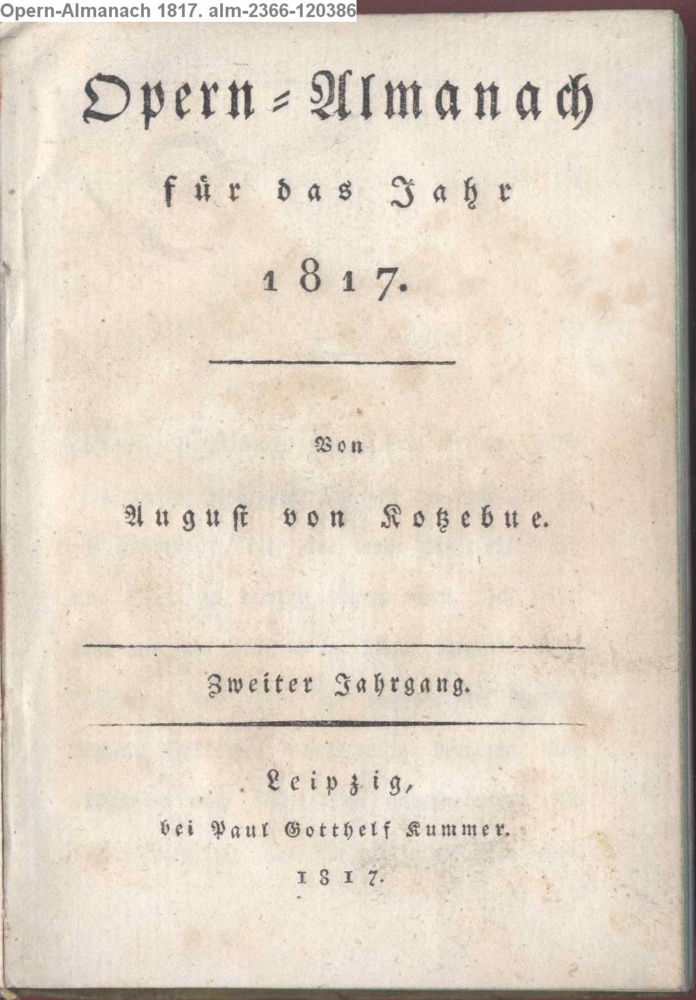 Opern-Almanach 1817. alm-2366-120386
Opern-Almanach
für das Jahr
1817.
Von
August von Kotzebue.
Zweiter Jahrgang.
Leipzig,
bei Paul Gotthelf Kummer.
1817.